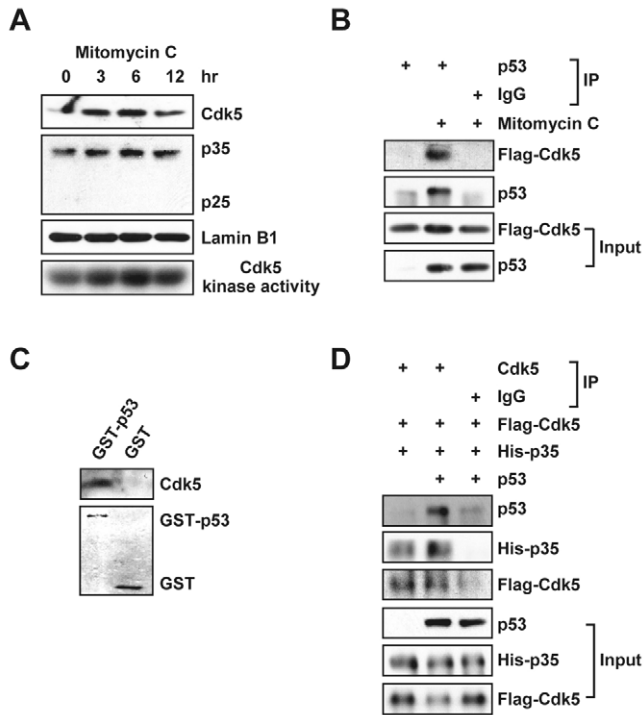 A
Mitomycin C
0 3 6 12 hr
Cdk5
p35
p25
Lamin B1
Cdk5
kinase activity
B
+ + p53
+ IgG
IP
+ + Mitomycin C
Flag-Cdk5
p53
Flag-Cdk5
p53
Input
C
GST-p53
GST
Cdk5
GST-p53
GST
D
+ + Cdk5
+ IgG
IP
+ + + Flag-Cdk5
+ + + His-p35
+ + p53
p53
His-p35
Flag-Cdk5
p53
His-p35
Flag-Cdk5
Input